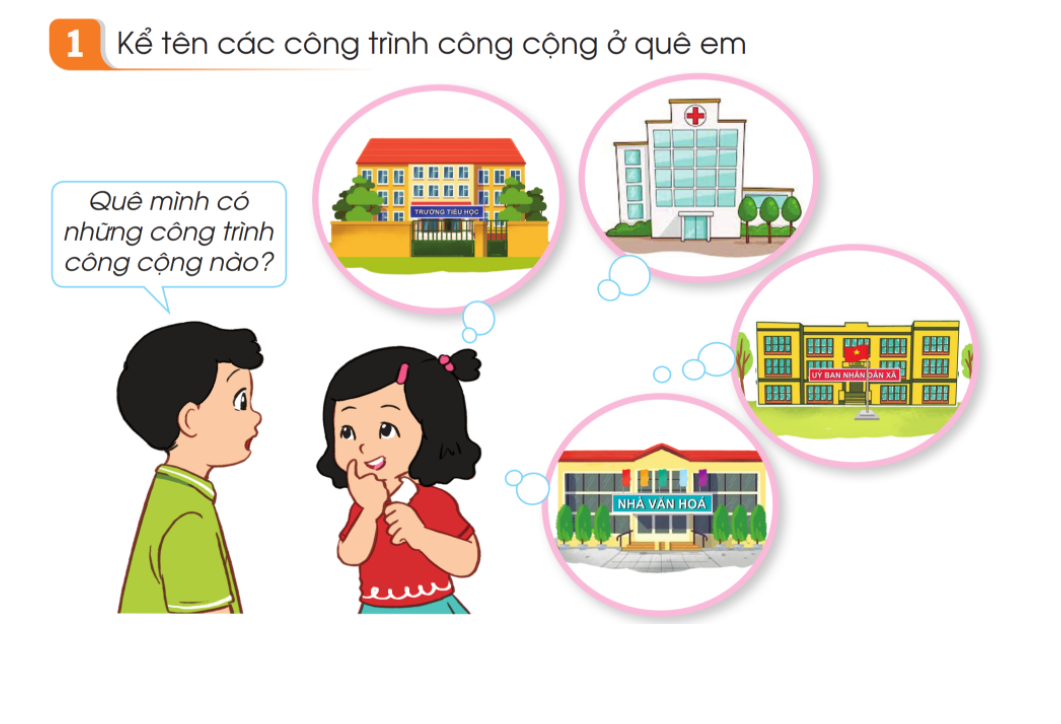 1 Kể tên các công trình công cộng ở quê em
Quê mình có
những công trình
công cộng nào?
TRƯỜNG TIỂU HỌC
UỶ BAN NHÂN DÂN XÃ
NHÀ VĂN HOÁ